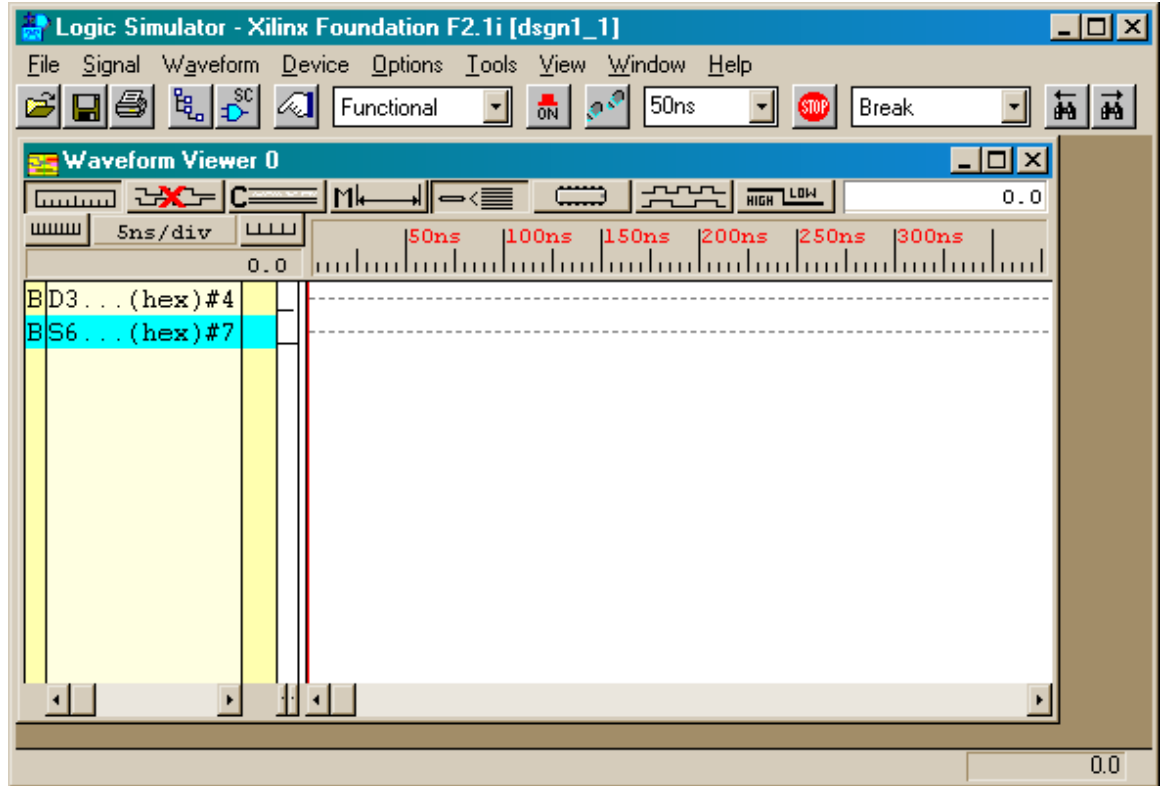 Logic Simulator - Xilinx Foundation F2.1i [dsgn1_1]
File Signal Waveform Device Options Tools View Window Help
SC Functional ON 50ns STOP Break
Waveform Viewer 0
C M HIGH LOW 0.0
5ns/div 50ns 100ns 150ns 200ns 250ns 300ns
0.0
B D3...(hex)#4
B S6...(hex)#7
0.0